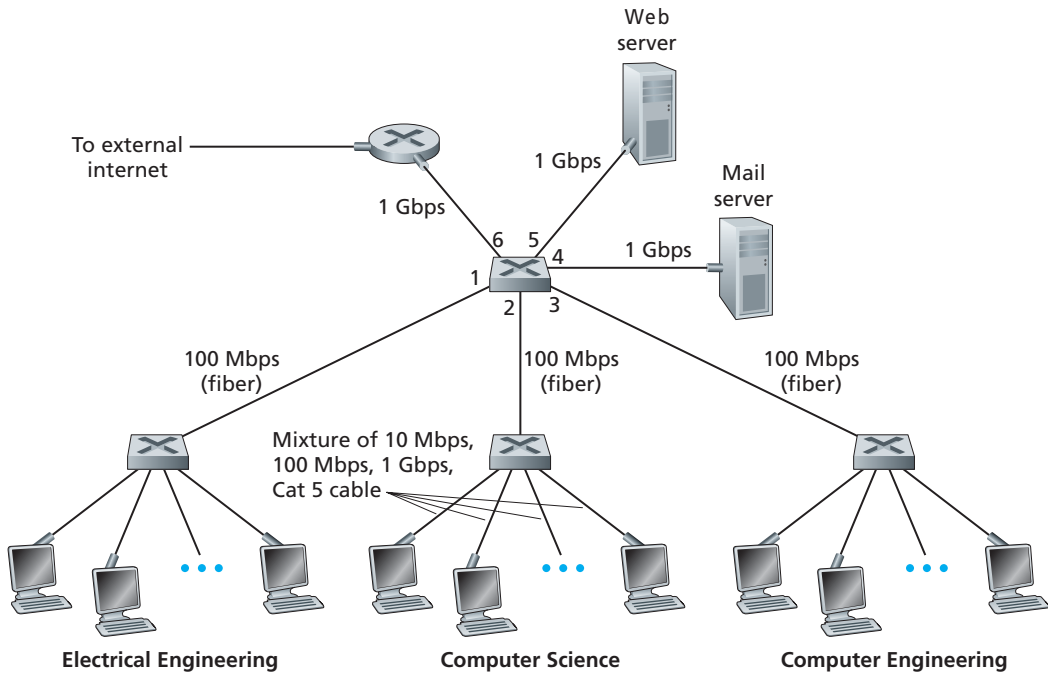 Web
server
To external
internet
1 Gbps
Mail
server
1 Gbps
1 Gbps
6
5
4
1
2
3
100 Mbps
(fiber)
100 Mbps
(fiber)
100 Mbps
(fiber)
Mixture of 10 Mbps,
100 Mbps, 1 Gbps,
Cat 5 cable
Electrical Engineering
Computer Science
Computer Engineering